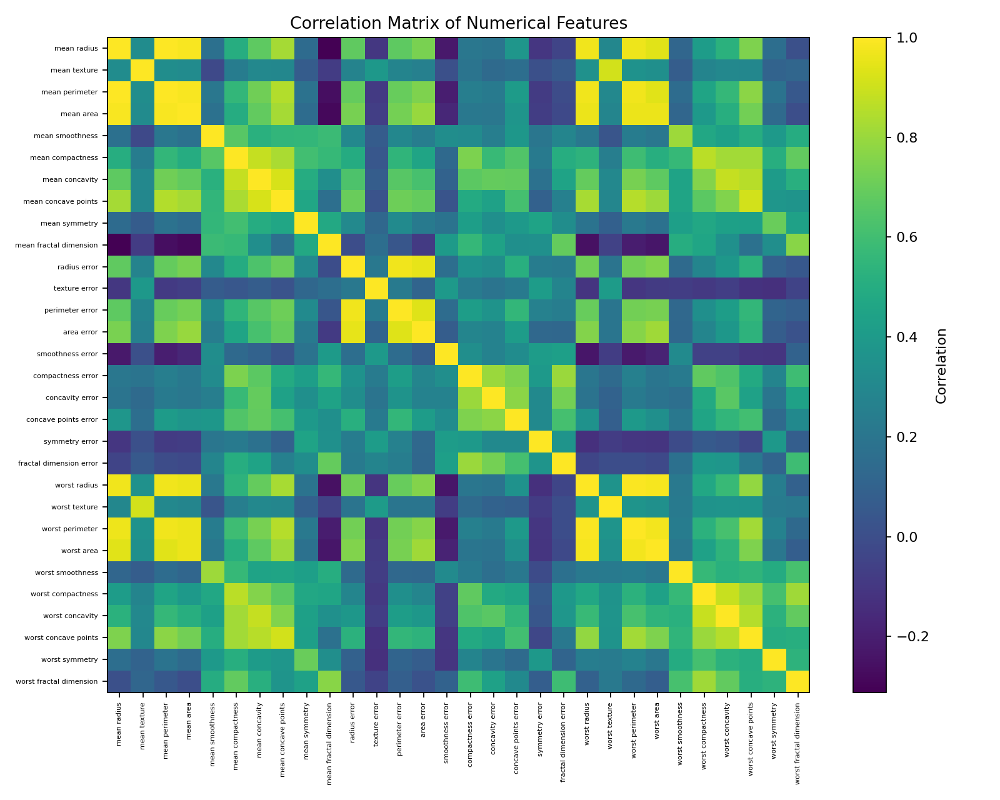 Correlation Matrix of Numerical Features
mean radius
mean texture
mean perimeter
mean area
mean smoothness
mean compactness
mean concavity
mean concave points
mean symmetry
mean fractal dimension
radius error
texture error
perimeter error
area error
smoothness error
compactness error
concavity error
concave points error
symmetry error
fractal dimension error
worst radius
worst texture
worst perimeter
worst area
worst smoothness
worst compactness
worst concavity
worst concave points
worst symmetry
worst fractal dimension
mean radius
mean texture
mean perimeter
mean area
mean smoothness
mean compactness
mean concavity
mean concave points
mean symmetry
mean fractal dimension
radius error
texture error
perimeter error
area error
smoothness error
compactness error
concavity error
concave points error
symmetry error
fractal dimension error
worst radius
worst texture
worst perimeter
worst area
worst smoothness
worst compactness
worst concavity
worst concave points
worst symmetry
worst fractal dimension
1.0
0.8
0.6
0.4
0.2
0.0
−0.2
Correlation